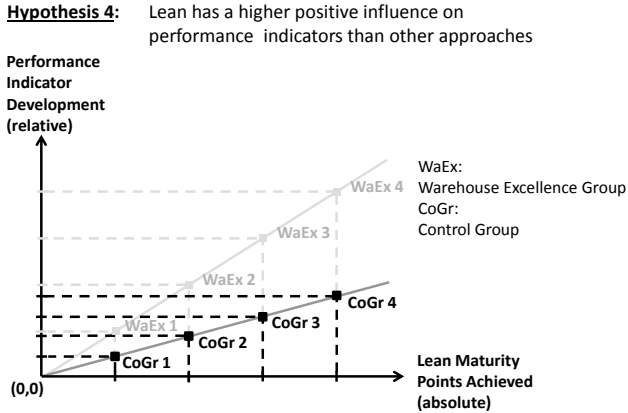 Hypothesis 4: Lean has a higher positive influence on
performance indicators than other approaches
Performance
Indicator
Development
(relative)
WaEx 4
WaEx:
Warehouse Excellence Group
CoGr:
Control Group
WaEx 3
WaEx 2
CoGr 4
WaEx 1
CoGr 3
CoGr 2
CoGr 1
(0,0)
Lean Maturity
Points Achieved
(absolute)